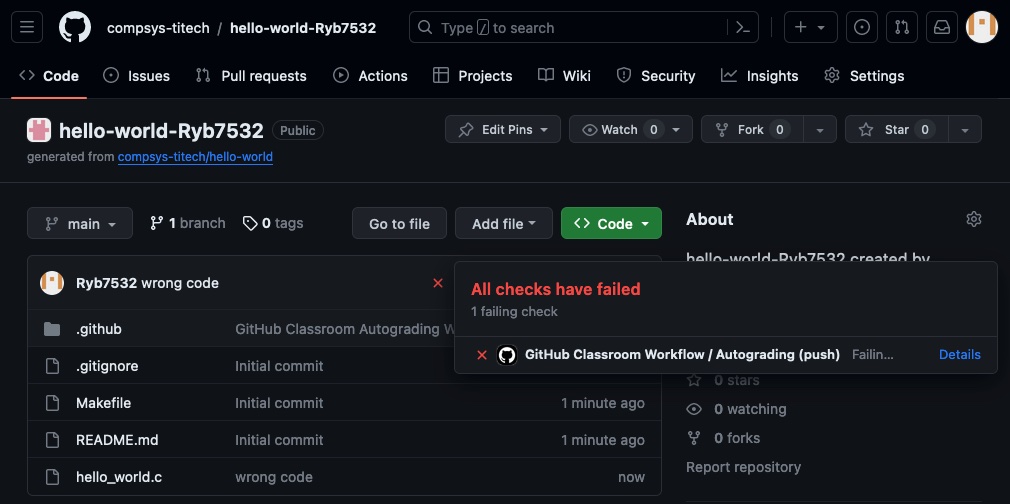 compsys-titech / hello-world-Ryb7532
Type / to search
Code Issues Pull requests Actions Projects Wiki Security Insights Settings
hello-world-Ryb7532 Public
Edit Pins Watch 0 Fork 0 Star 0
generated from compsys-titech/hello-world
main 1 branch 0 tags Go to file Add file Code
About
hello-world-Ryb7532 created by
Ryb7532 wrong code
All checks have failed
1 failing check
GitHub Classroom Workflow / Autograding (push) Failin... Details
.github GitHub Classroom Autograding W
.gitignore Initial commit
Makefile Initial commit 1 minute ago
README.md Initial commit 1 minute ago
hello_world.c wrong code now
0 stars
0 watching
0 forks
Report repository